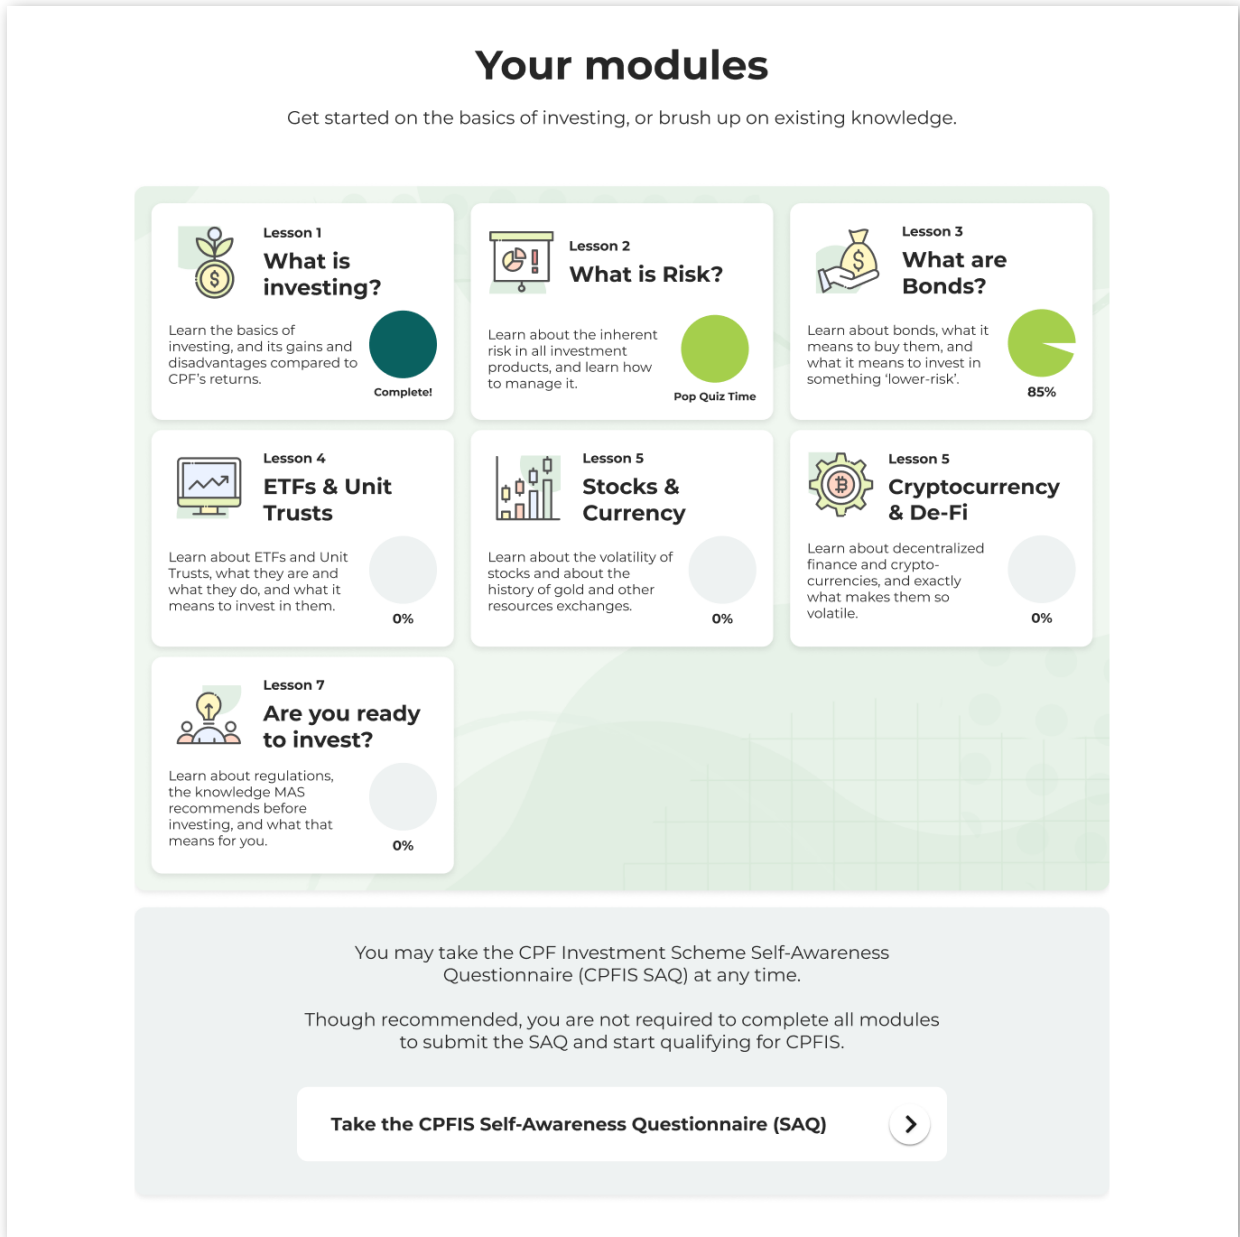 Your modules
Get started on the basics of investing, or brush up on existing knowledge.
Lesson 1
What is
investing?
Learn the basics of
investing, and its gains and
disadvantages compared to
CPF's returns.
Complete!
Lesson 2
What is Risk?
Learn about the inherent
risk in all investment
products, and learn how
to manage it.
Pop Quiz Time
Lesson 3
What are
Bonds?
Learn about bonds, what it
means to buy them, and
what it means to invest in
something ‘lower-risk’.
85%
Lesson 4
ETFs & Unit
Trusts
Learn about ETFs and Unit
Trusts, what they are and
what they do, and what it
means to invest in them.
0%
Lesson 5
Stocks &
Currency
Learn about the volatility of
stocks and about the
history of gold and other
resources exchanges.
0%
Lesson 5
Cryptocurrency
& De-Fi
Learn about decentralized
finance and crypto-
currencies, and exactly
what makes them so
volatile.
0%
Lesson 7
Are you ready
to invest?
Learn about regulations,
the knowledge MAS
recommends before
investing, and what that
means for you.
0%
You may take the CPF Investment Scheme Self-Awareness
Questionnaire (CPFIS SAQ) at any time.
Though recommended, you are not required to complete all modules
to submit the SAQ and start qualifying for CPFIS.
Take the CPFIS Self-Awareness Questionnaire (SAQ)